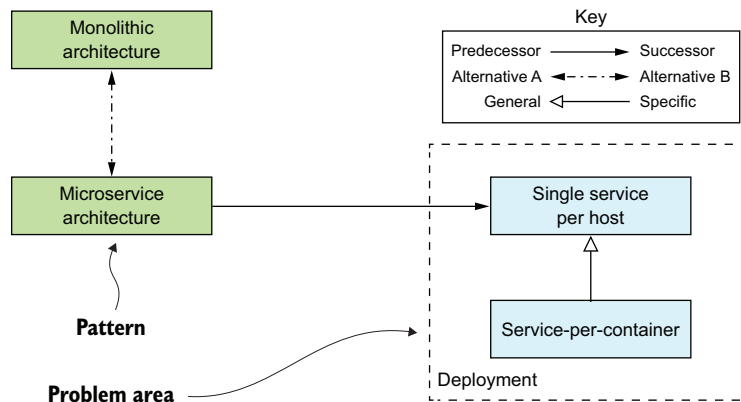 Monolithic
architecture
Key
Predecessor
Successor
Alternative A
Alternative B
General
Specific
Microservice
architecture
Single service
per host
Service-per-container
Deployment
Pattern
Problem area